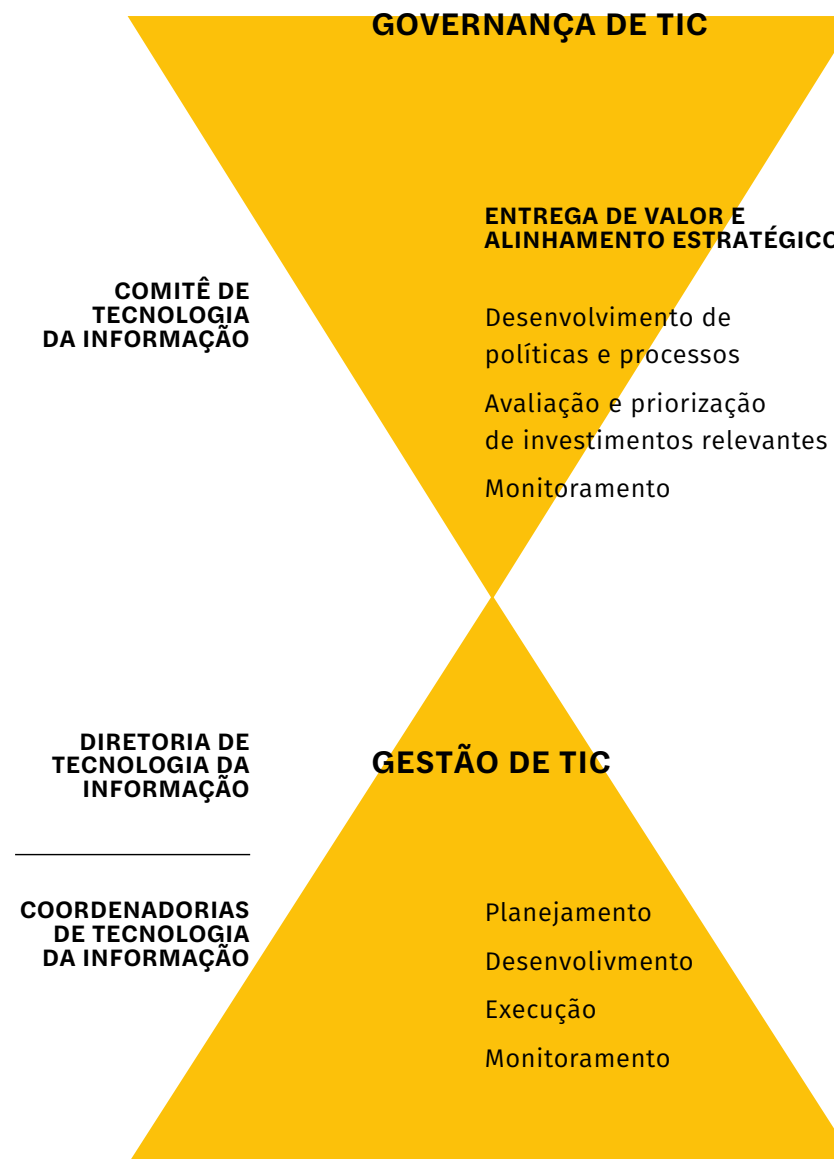 GOVERNANÇA DE TIC
ENTREGA DE VALOR E
ALINHAMENTO ESTRATÉGICO
COMITÊ DE
TECNOLOGIA
DA INFORMAÇÃO
Desenvolvimento de
políticas e processos
Avaliação e priorização
de investimentos relevantes
Monitoramento
DIRETORIA DE
TECNOLOGIA DA
INFORMAÇÃO
GESTÃO DE TIC
COORDENADORIAS
DE TECNOLOGIA
DA INFORMAÇÃO
Planejamento
Desenvolivmento
Execução
Monitoramento